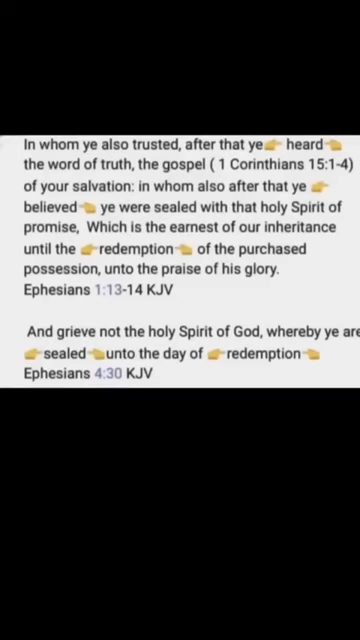 In whom ye also trusted, after that ye👉 heard👈
the word of truth, the gospel ( 1 Corinthians 15:1-4)
of your salvation: in whom also after that ye 👉
believed👈 ye were sealed with that holy Spirit of
promise, Which is the earnest of our inheritance
until the 👉redemption👈 of the purchased
possession, unto the praise of his glory.
Ephesians 1:13-14 KJV
And grieve not the holy Spirit of God, whereby ye are
👉sealed👈unto the day of 👉redemption👈
Ephesians 4:30 KJV